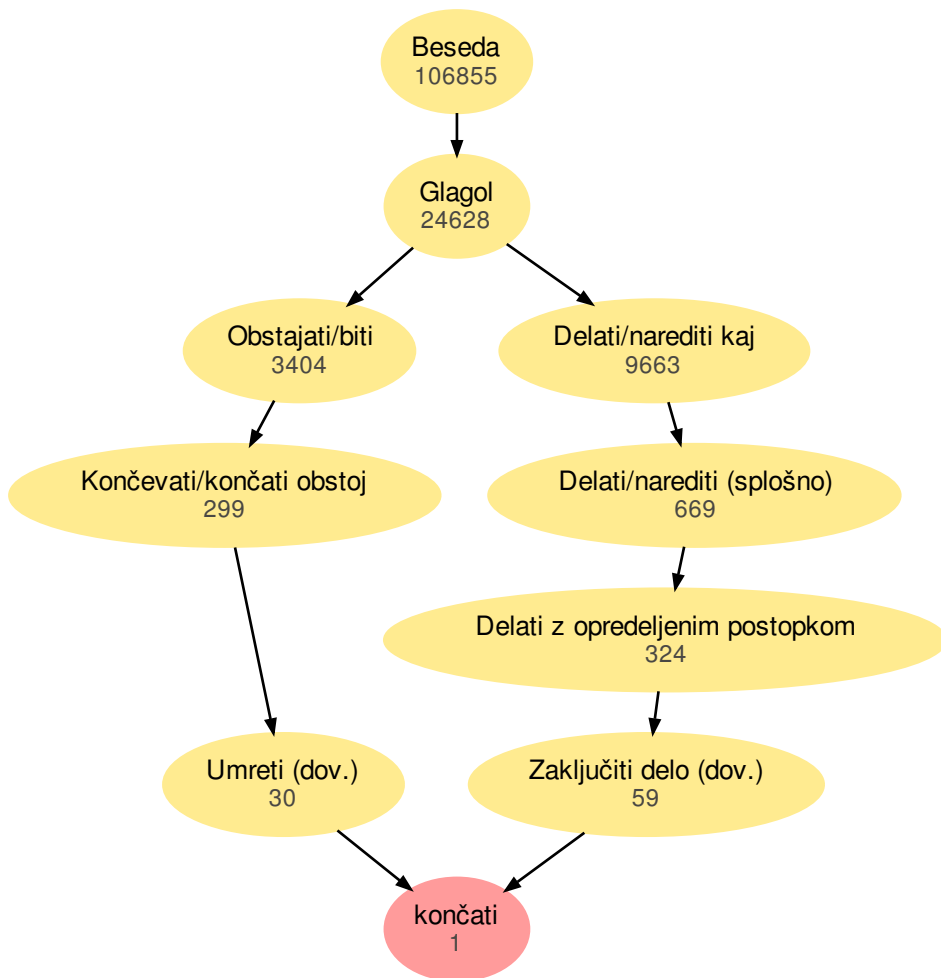 Beseda
106855
Glagol
24628
Obstajati/biti
3404
Delati/narediti kaj
9663
Končevati/končati obstoj
299
Delati/narediti (splošno)
669
Delati z opredeljenim postopkom
324
Umreti (dov.)
30
Zaključiti delo (dov.)
59
končati
1